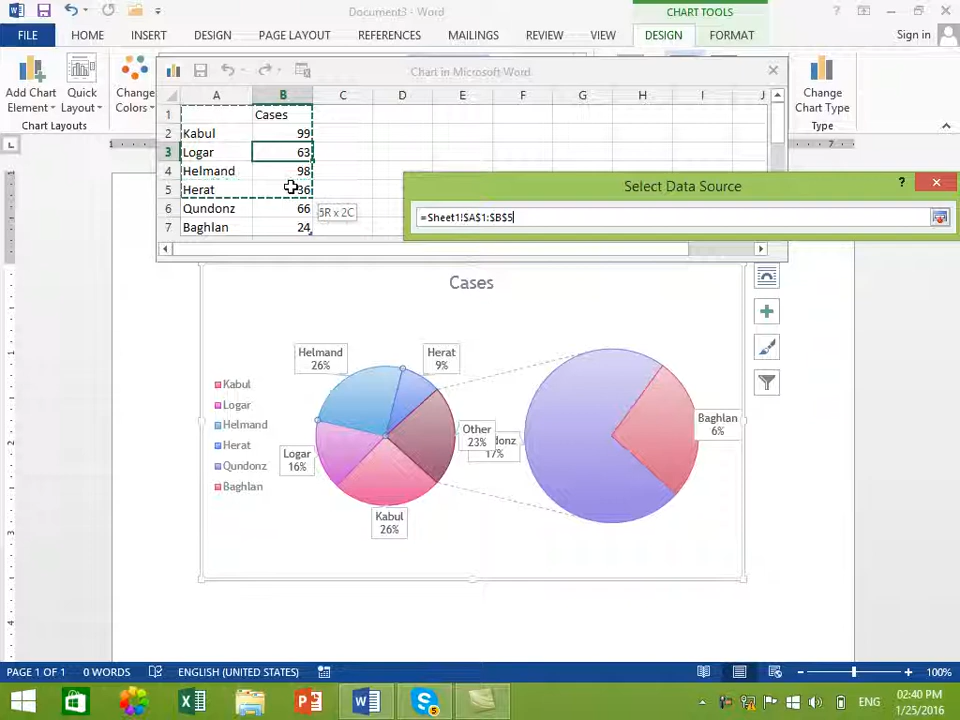 Document3 - Word
CHART TOOLS
FILE
HOME
INSERT
DESIGN
PAGE LAYOUT
REFERENCES
MAILINGS
REVIEW
VIEW
DESIGN
FORMAT
Sign in
Add Chart
Element
Quick
Layout
Change
Colors
Chart Layouts
Chart in Microsoft Word
Change
Chart Type
Type
A B C D E F G H I J
1 Cases
2 Kabul 99
3 Logar 63
4 Helmand 98
5 Herat 36
6 Qundonz 66
7 Baghlan 24
5R x 2C
Select Data Source
=Sheet1!$A$1:$B$5
Cases
Kabul
Logar
Helmand
Herat
Qundonz
Baghlan
Helmand
26%
Herat
9%
Logar
16%
Kabul
26%
Other
23%
donz
17%
Baghlan
6%
PAGE 1 OF 1
0 WORDS
ENGLISH (UNITED STATES)
100%
ENG
02:40 PM
1/25/2016